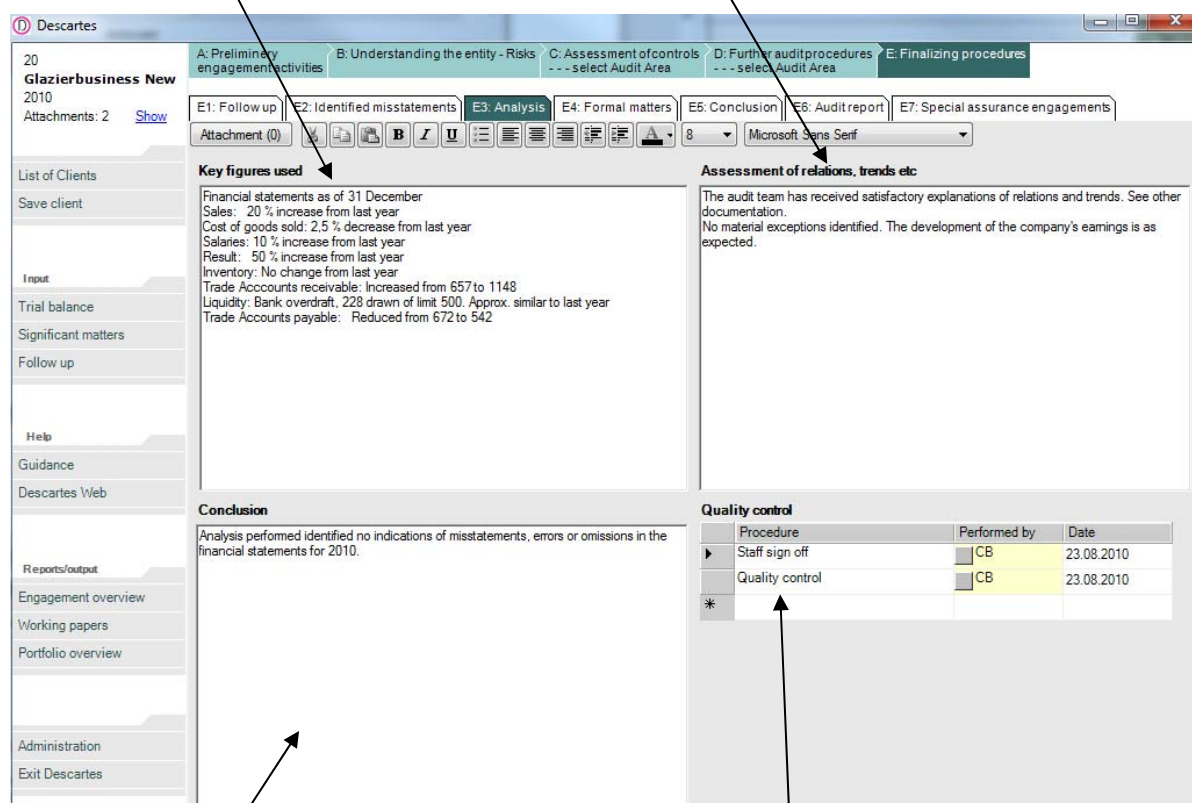 Descartes
20
Glazierbusiness New
2010
Attachments: 2 Show
List of Clients
Save client
Input
Trial balance
Significant matters
Follow up
Help
Guidance
Descartes Web
Reports/output
Engagement overview
Working papers
Portfolio overview
Administration
Exit Descartes
A: Preliminery
engagement activities
B: Understanding the entity - Risks
C: Assessment of controls
- - - select Audit Area
D: Further audit procedures
- - - select Audit Area
E: Finalizing procedures
E1: Follow up
E2: Identified misstatements
E3: Analysis
E4: Formal matters
E5: Conclusion
E6: Audit report
E7: Special assurance engagements
Attachment (0) B I U A 8 Microsoft Sans Serif
Key figures used
Financial statements as of 31 December
Sales: 20 % increase from last year
Cost of goods sold: 2,5 % decrease from last year
Salaries: 10 % increase from last year
Result: 50 % increase from last year
Inventory: No change from last year
Trade Acccounts receivable: Increased from 657 to 1148
Liquidity: Bank overdraft, 228 drawn of limit 500. Approx. similar to last year
Trade Accounts payable: Reduced from 672 to 542
Assessment of relations, trends etc
The audit team has received satisfactory explanations of relations and trends. See other
documentation.
No material exceptions identified. The development of the company's earnings is as
expected.
Conclusion
Analysis performed identified no indications of misstatements, errors or omissions in the
financial statements for 2010.
Quality control
Procedure Performed by Date
Staff sign off CB 23.08.2010
Quality control CB 23.08.2010